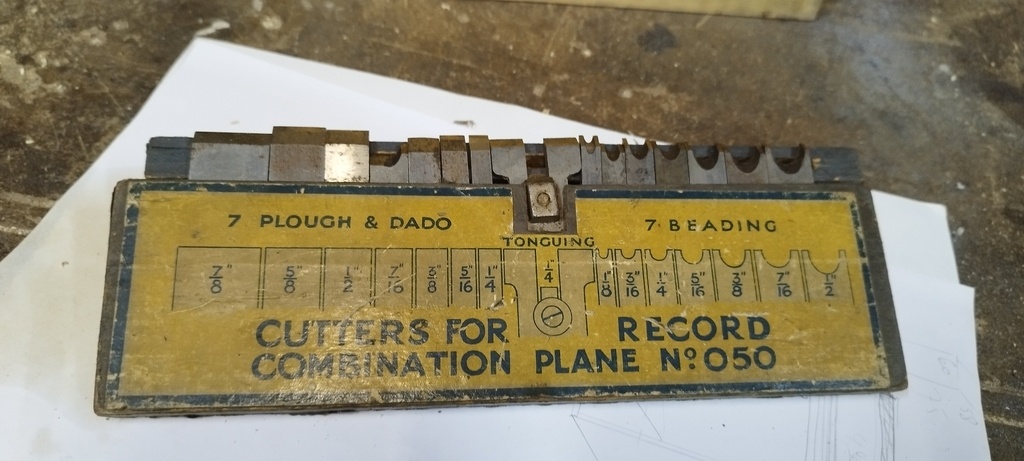 7 PLOUGH & DADO
7 BEADING
TONGUING
7/8" 5/8" 1/2" 7/16" 3/8" 5/16" 1/4" 1/4" 1/8" 3/16" 1/4" 5/16" 3/8" 7/16" 1/2"
CUTTERS FOR RECORD
COMBINATION PLANE Nº 050